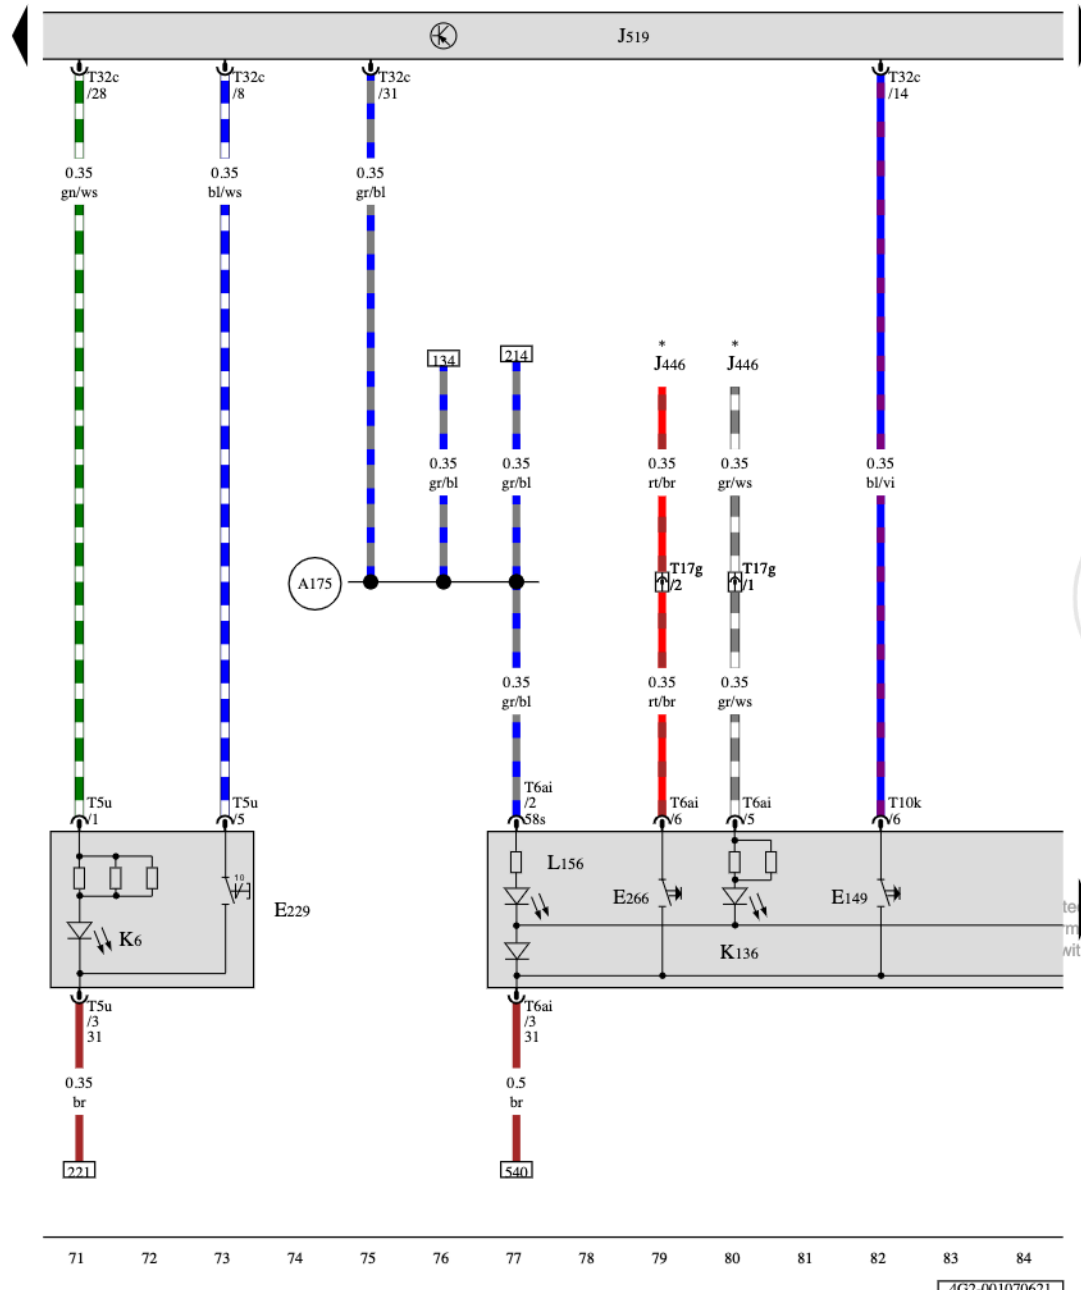 J519
T32c
/28
T32c
/8
T32c
/31
T32c
/14
0.35
gn/ws
0.35
bl/ws
0.35
gr/bl
134
214
*
J446
*
J446
0.35
gr/bl
0.35
gr/bl
0.35
rt/br
0.35
gr/ws
0.35
bl/vi
A175
T17g
/2
T17g
/1
0.35
gr/bl
0.35
rt/br
0.35
gr/ws
T5u
/1
T5u
/5
T6ai
/2
58s
T6ai
/6
T6ai
/5
T10k
/6
L156
E266
E149
10
E229
K6
K136
T5u
/3
31
T6ai
/3
31
0.35
br
0.5
br
221
540
71 72 73 74 75 76 77 78 79 80 81 82 83 84
4G2-001070621